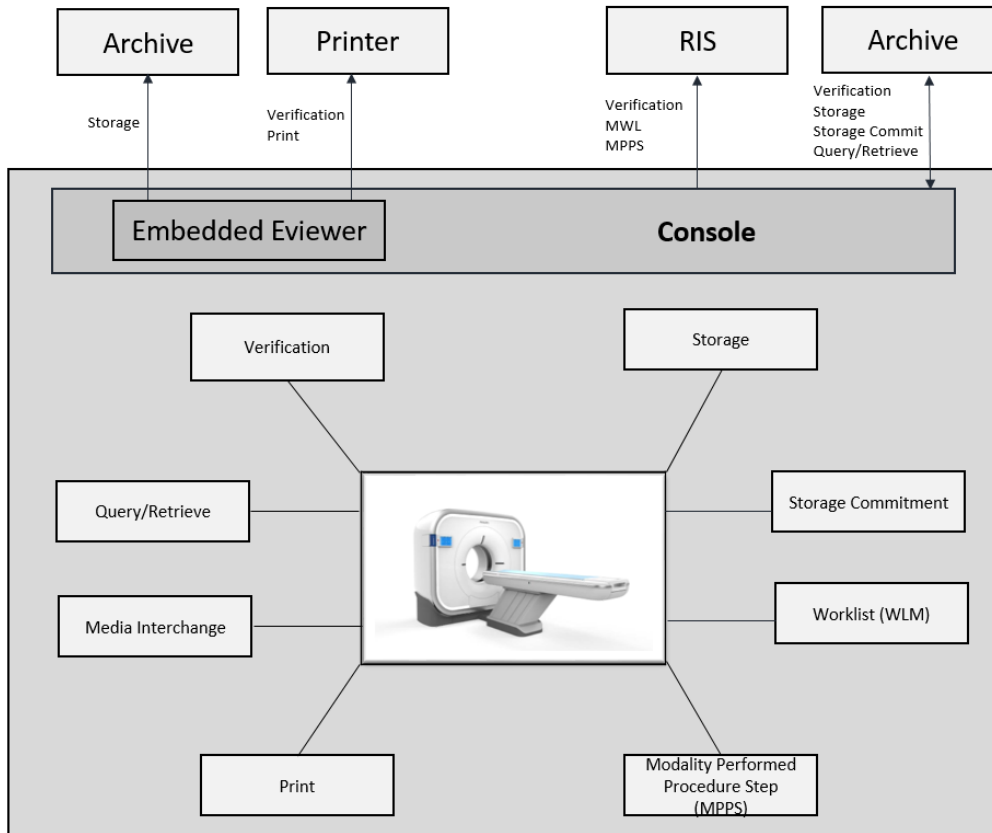 Archive
Printer
RIS
Archive
Storage
Verification
Print
Verification
MWL
MPPS
Verification
Storage
Storage Commit
Query/Retrieve
Embedded Eviewer
Console
Verification
Storage
Query/Retrieve
Storage Commitment
Media Interchange
Worklist (WLM)
Print
Modality Performed
Procedure Step
(MPPS)